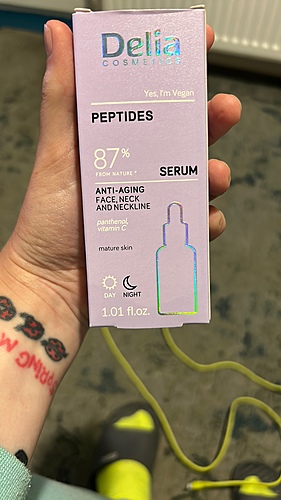 Delia
COSMETICS
Yes, I'm Vegan
PEPTIDES
87%
FROM NATURE*
SERUM
ANTI-AGING
FACE, NECK
AND NECKLINE
panthenol,
vitamin C
mature skin
DAY NIGHT
1.01 fl.oz.